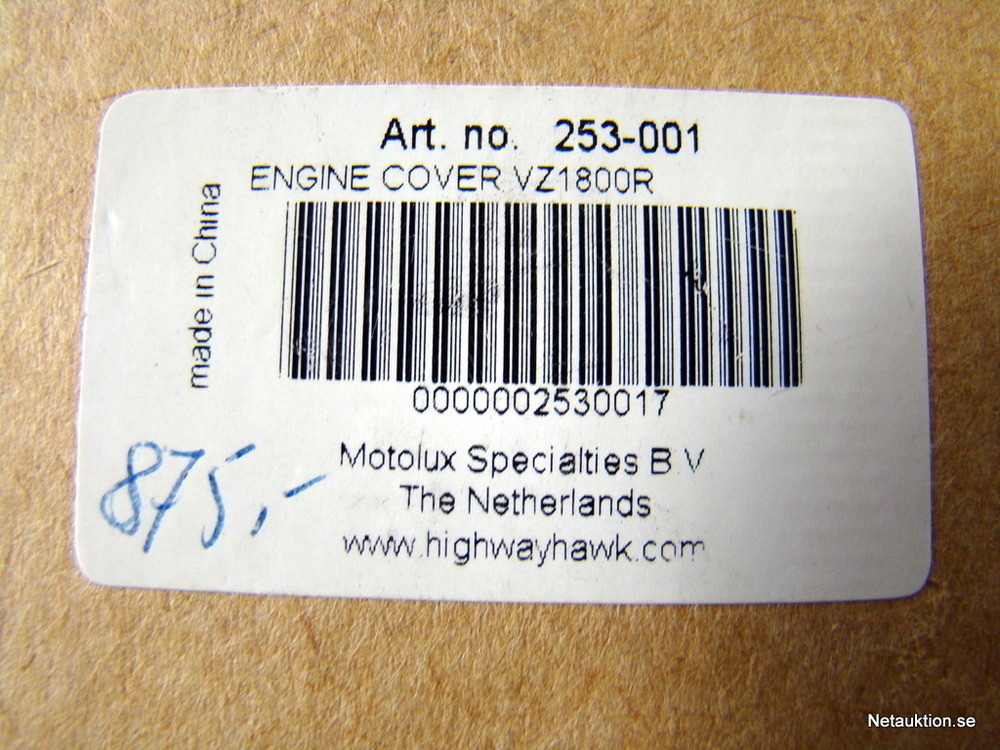 Art. no. 253-001
ENGINE COVER VZ1800R
made in China
0000002530017
875,-
Motolux Specialties B.V
The Netherlands
www.highwayhawk.com
Netauktion.se